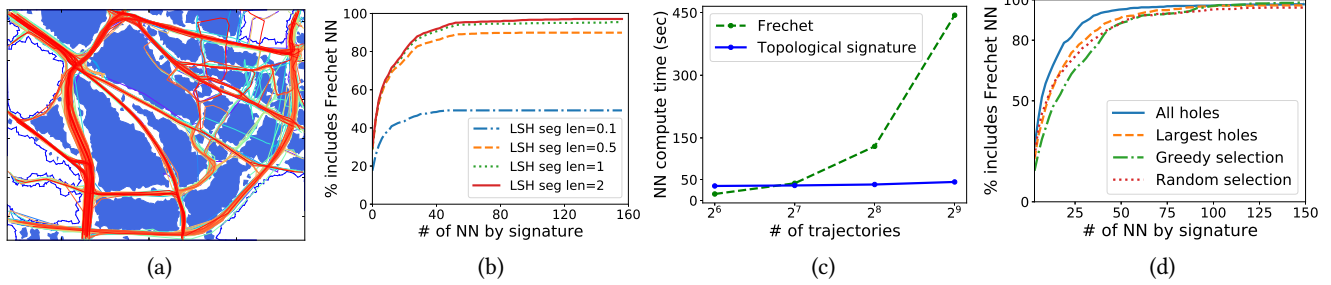 (a)
% includes Frechet NN
100
80
60
40
20
0
0 40 80 120 160
# of NN by signature
LSH seg len=0.1
LSH seg len=0.5
LSH seg len=1
LSH seg len=2
(b)
NN compute time (sec)
450
300
150
50
0
2^6 2^7 2^8 2^9
# of trajectories
Frechet
Topological signature
(c)
% includes Frechet NN
100
80
50
0
25 50 75 100 125 150
# of NN by signature
All holes
Largest holes
Greedy selection
Random selection
(d)